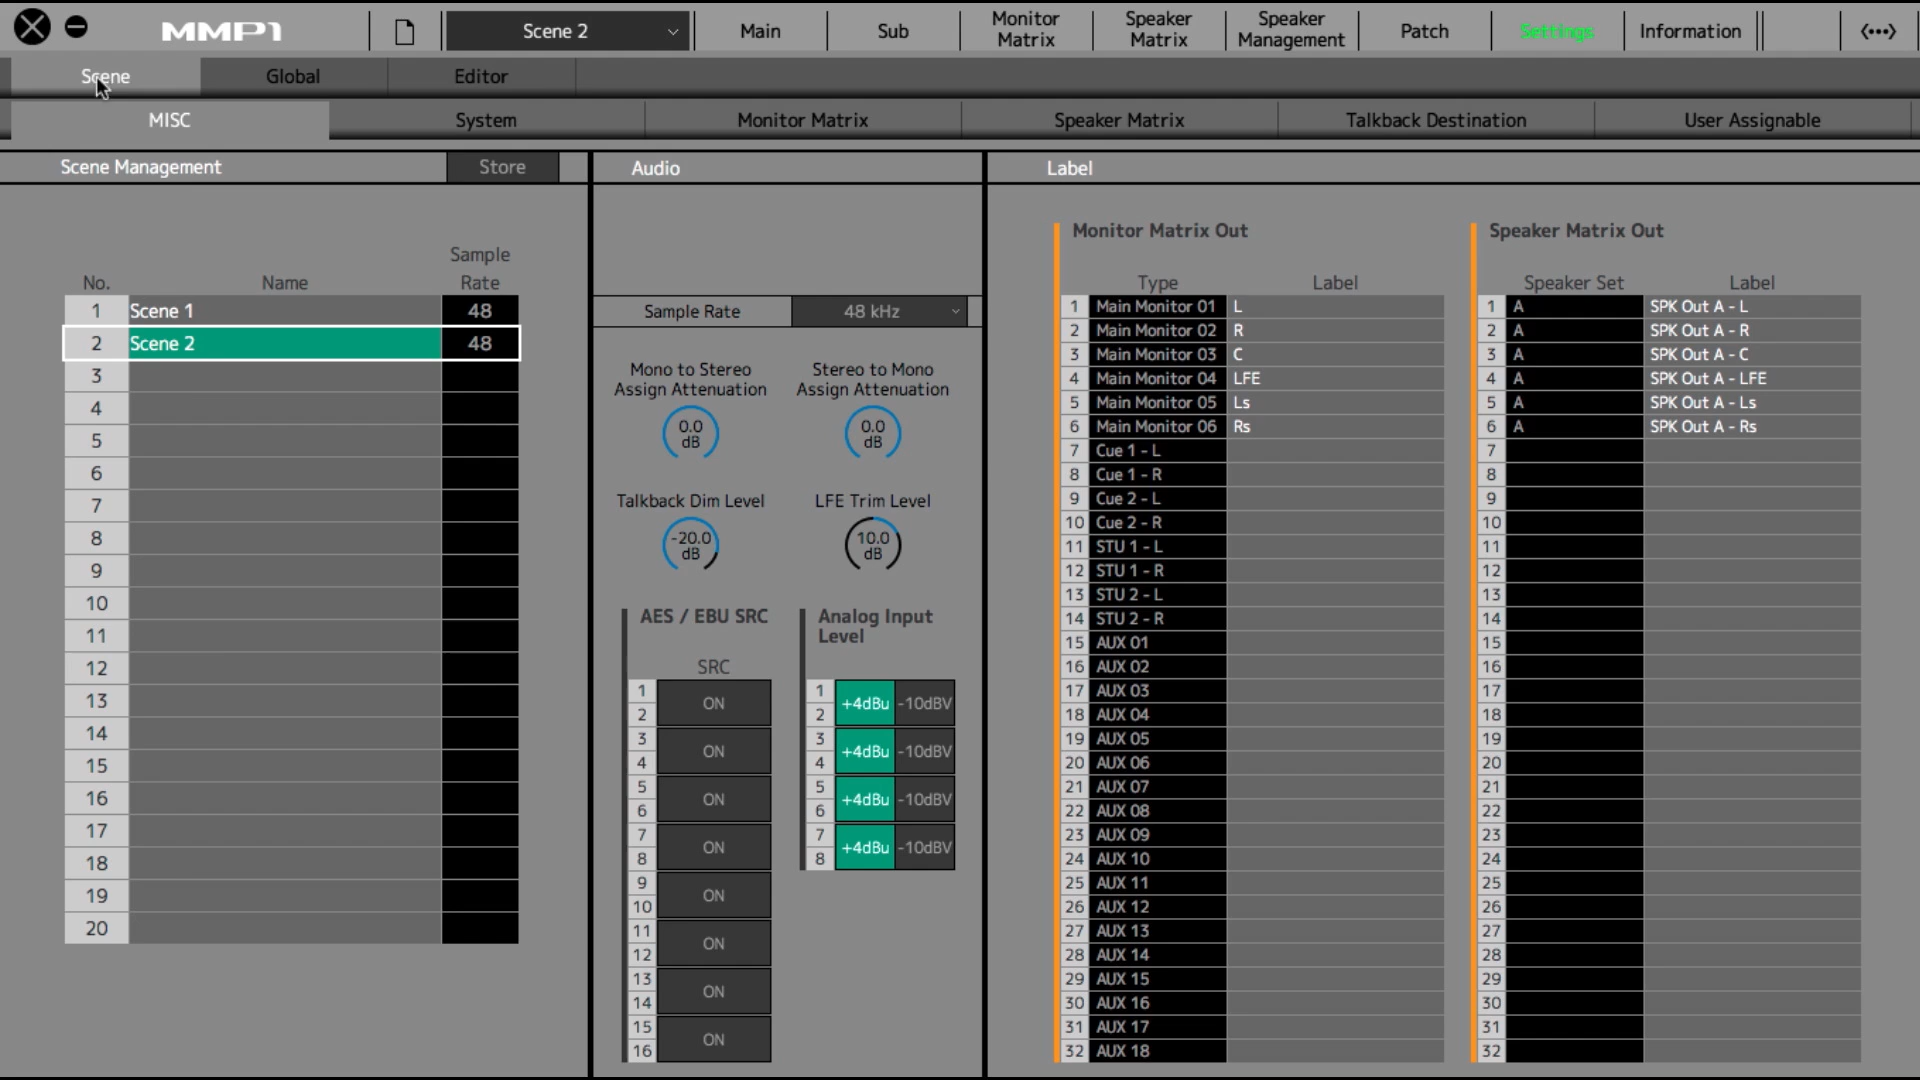 MMP1
Scene 2
Main
Sub
Monitor Matrix
Speaker Matrix
Speaker Management
Patch
Settings
Information
Scene
Global
Editor
MISC
System
Monitor Matrix
Speaker Matrix
Talkback Destination
User Assignable
Scene Management
Store
No.
Name
Sample Rate
1 Scene 1 48
2 Scene 2 48
3
4
5
6
7
8
9
10
11
12
13
14
15
16
17
18
19
20
Audio
Sample Rate 48 kHz
Mono to Stereo
Assign Attenuation
0.0
dB
Stereo to Mono
Assign Attenuation
0.0
dB
Talkback Dim Level
-20.0
dB
LFE Trim Level
10.0
dB
AES / EBU SRC
SRC
1
2
ON
3
4
ON
5
6
ON
7
8
ON
9
10
ON
11
12
ON
13
14
ON
15
16
ON
Analog Input
Level
1
2
+4dBu -10dBV
3
4
+4dBu -10dBV
5
6
+4dBu -10dBV
7
8
+4dBu -10dBV
Label
Monitor Matrix Out
Type Label
1 Main Monitor 01 L
2 Main Monitor 02 R
3 Main Monitor 03 C
4 Main Monitor 04 LFE
5 Main Monitor 05 Ls
6 Main Monitor 06 Rs
7 Cue 1 - L
8 Cue 1 - R
9 Cue 2 - L
10 Cue 2 - R
11 STU 1 - L
12 STU 1 - R
13 STU 2 - L
14 STU 2 - R
15 AUX 01
16 AUX 02
17 AUX 03
18 AUX 04
19 AUX 05
20 AUX 06
21 AUX 07
22 AUX 08
23 AUX 09
24 AUX 10
25 AUX 11
26 AUX 12
27 AUX 13
28 AUX 14
29 AUX 15
30 AUX 16
31 AUX 17
32 AUX 18
Speaker Matrix Out
Speaker Set Label
1 A SPK Out A - L
2 A SPK Out A - R
3 A SPK Out A - C
4 A SPK Out A - LFE
5 A SPK Out A - Ls
6 A SPK Out A - Rs
7
8
9
10
11
12
13
14
15
16
17
18
19
20
21
22
23
24
25
26
27
28
29
30
31
32